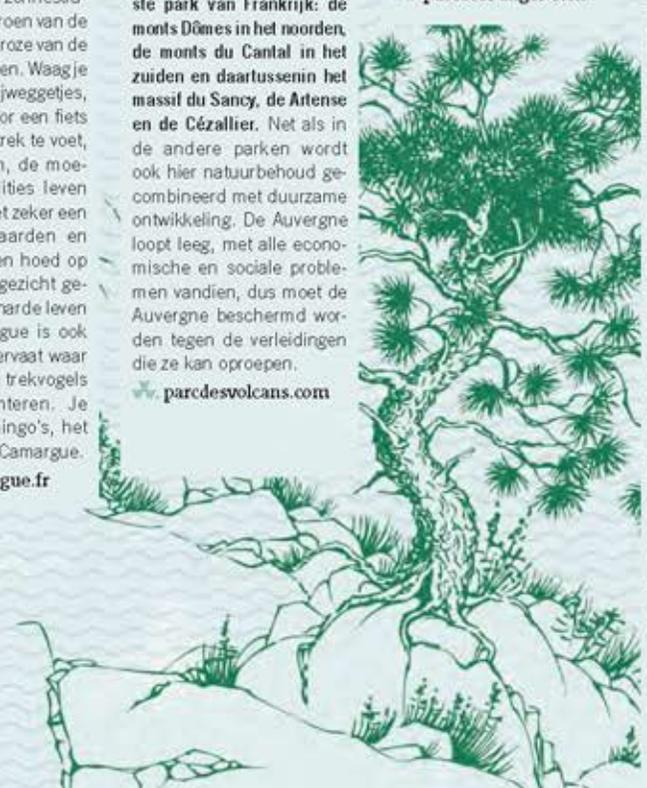 roen van de
roze van de
en. Waag je
jweggetjes,
or een fiets
rek te voet,
n, de moe-
lities leven
et zeker een
aarden en
en hoed op
gezicht ge-
harde leven
gue is ook
ervaat waar
trekvogels
nteren. Je
ingo's, het
Camargue.
gue.fr
ste park van Frankrijk: de
monts Dômes in het noorden,
de monts du Cantal in het
zuiden en daartussenin het
massif du Sancy, de Artense
en de Cézallier. Net als in
de andere parken wordt
ook hier natuurbehoud ge-
combineerd met duurzame
ontwikkeling. De Auvergne
loopt leeg, met alle econo-
mische en sociale proble-
men vandien, dus moet de
Auvergne beschermd wor-
den tegen de verleidingen
die ze kan oproepen.
parcdesvolcans.com